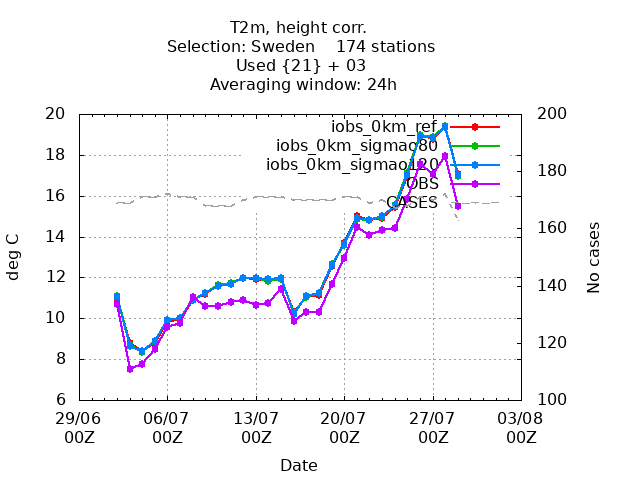 T2m, height corr.
Selection: Sweden    174 stations
Used {21} + 03
Averaging window: 24h
20
18
16
14
12
10
8
6
deg C
200
180
160
140
120
100
No cases
iobs_0km_ref
iobs_0km_sigmao80
iobs_0km_sigmao120
OBS
CASES
29/06 06/07 13/07 20/07 27/07 03/08
00Z 00Z 00Z 00Z 00Z 00Z
Date